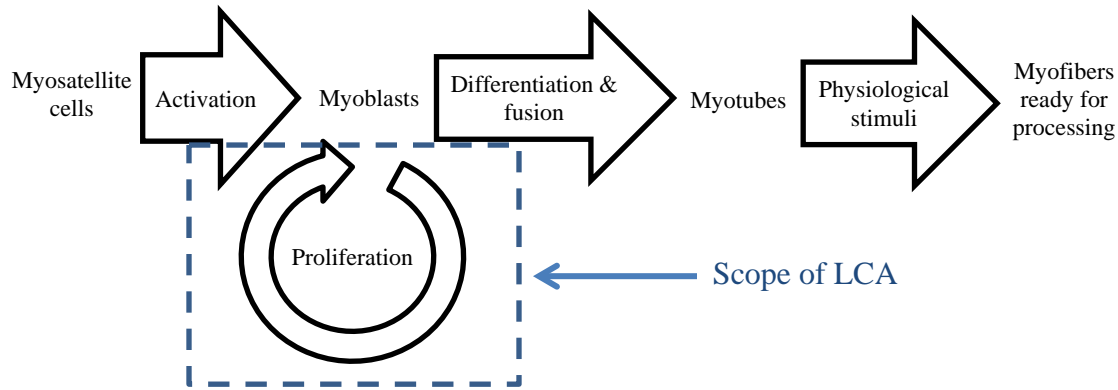 Myosatellite
cells
Activation
Myoblasts
Differentiation &
fusion
Myotubes
Physiological
stimuli
Myofibers
ready for
processing
Proliferation
Scope of LCA